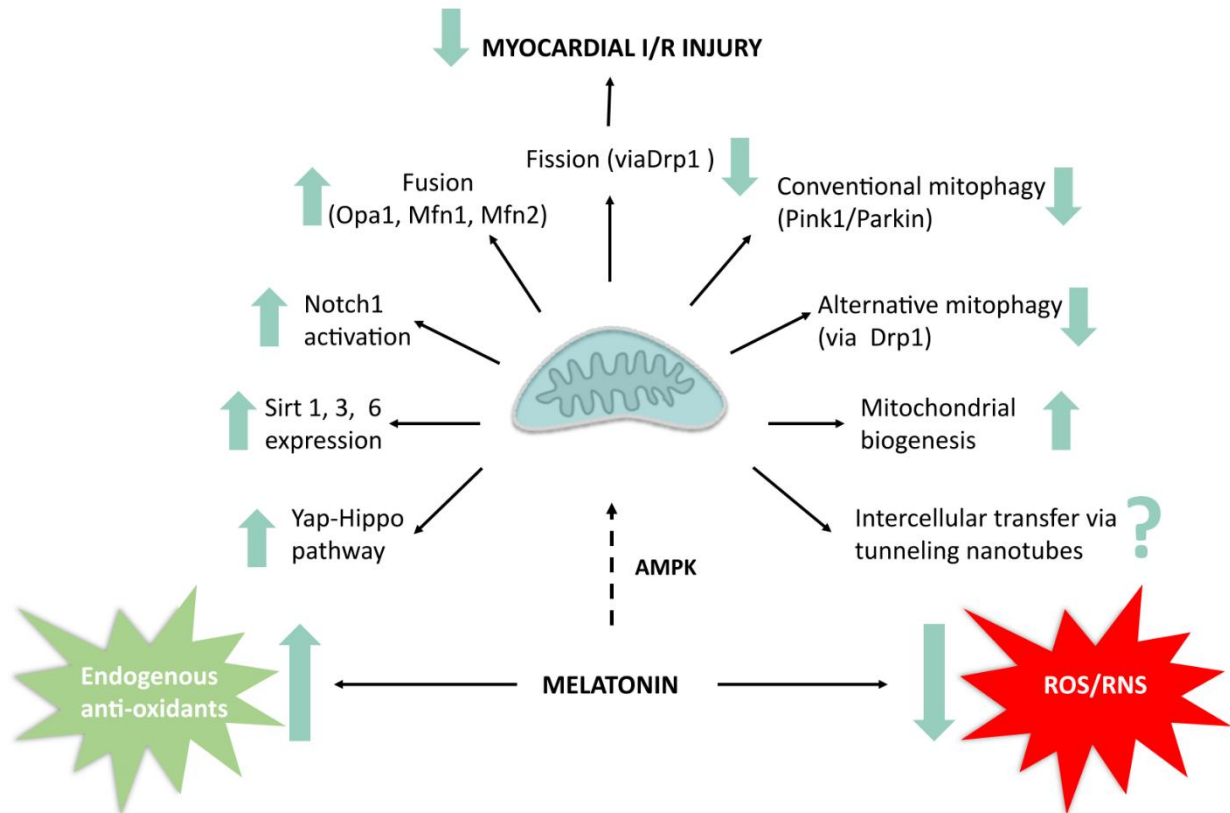 MYOCARDIAL I/R INJURY
Fission (viaDrp1 )
Fusion
(Opa1, Mfn1, Mfn2)
Conventional mitophagy
(Pink1/Parkin)
Notch1
activation
Alternative mitophagy
(via Drp1)
Sirt 1, 3, 6
expression
Mitochondrial
biogenesis
Yap-Hippo
pathway
Intercellular transfer via
tunneling nanotubes
?
AMPK
Endogenous
anti-oxidants
MELATONIN
ROS/RNS